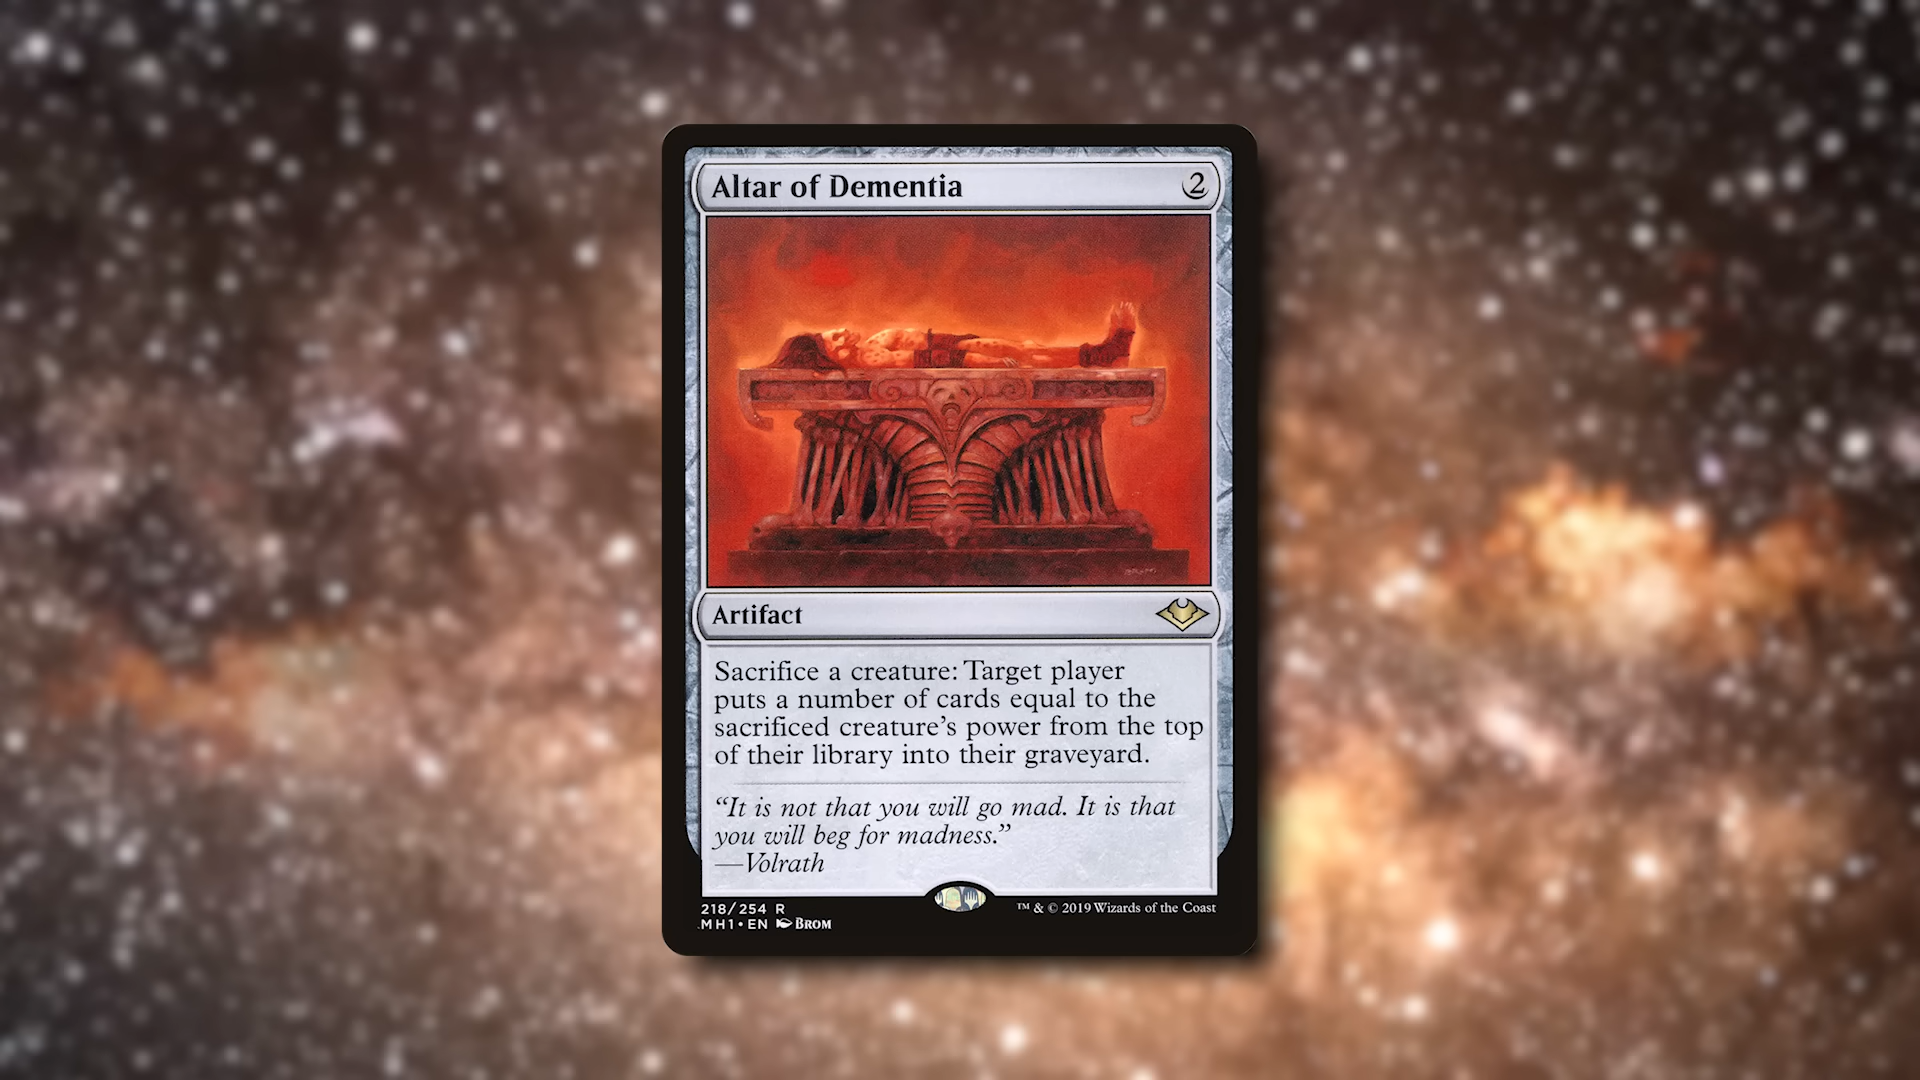 Altar of Dementia 2
Artifact
Sacrifice a creature: Target player
puts a number of cards equal to the
sacrificed creature's power from the top
of their library into their graveyard.
“It is not that you will go mad. It is that
you will beg for madness.”
—Volrath
218/254 R
MH1•EN Brom
™ & © 2019 Wizards of the Coast